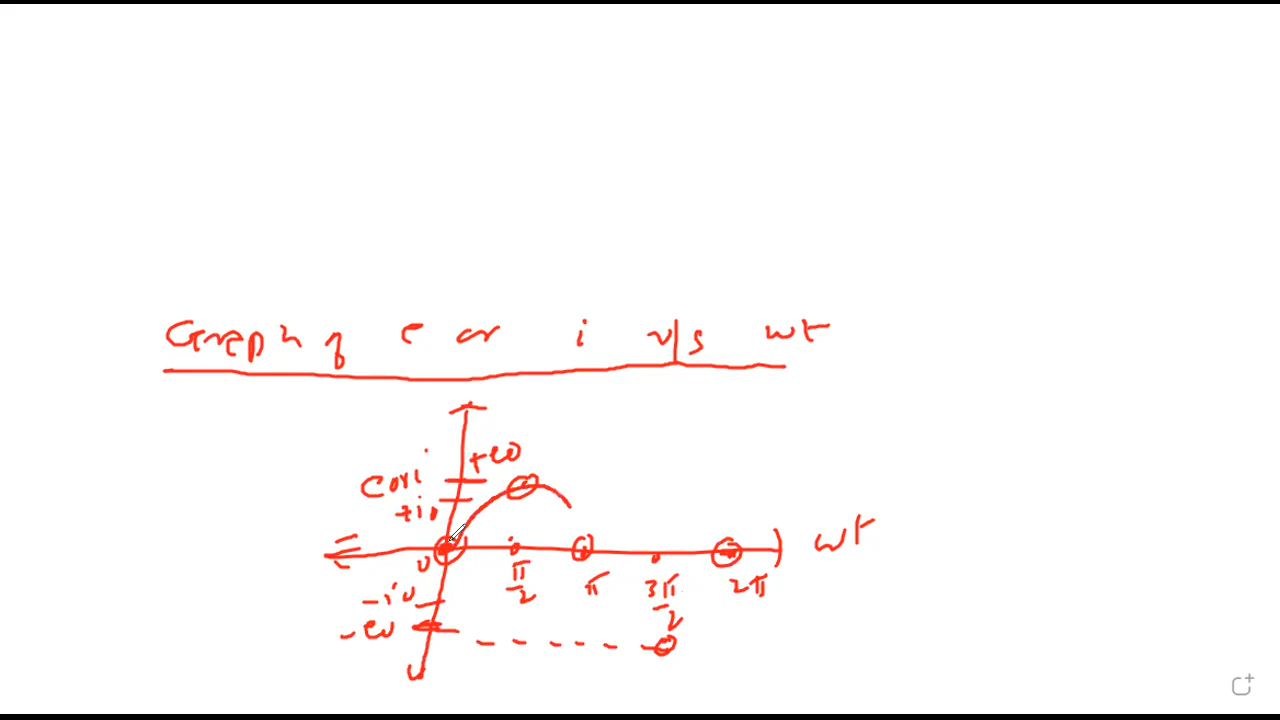 Graph of e or i v/s wt
+e0
e or i
+i0
wt
0
π/2
π
3π/2
2π
-i0
-e0